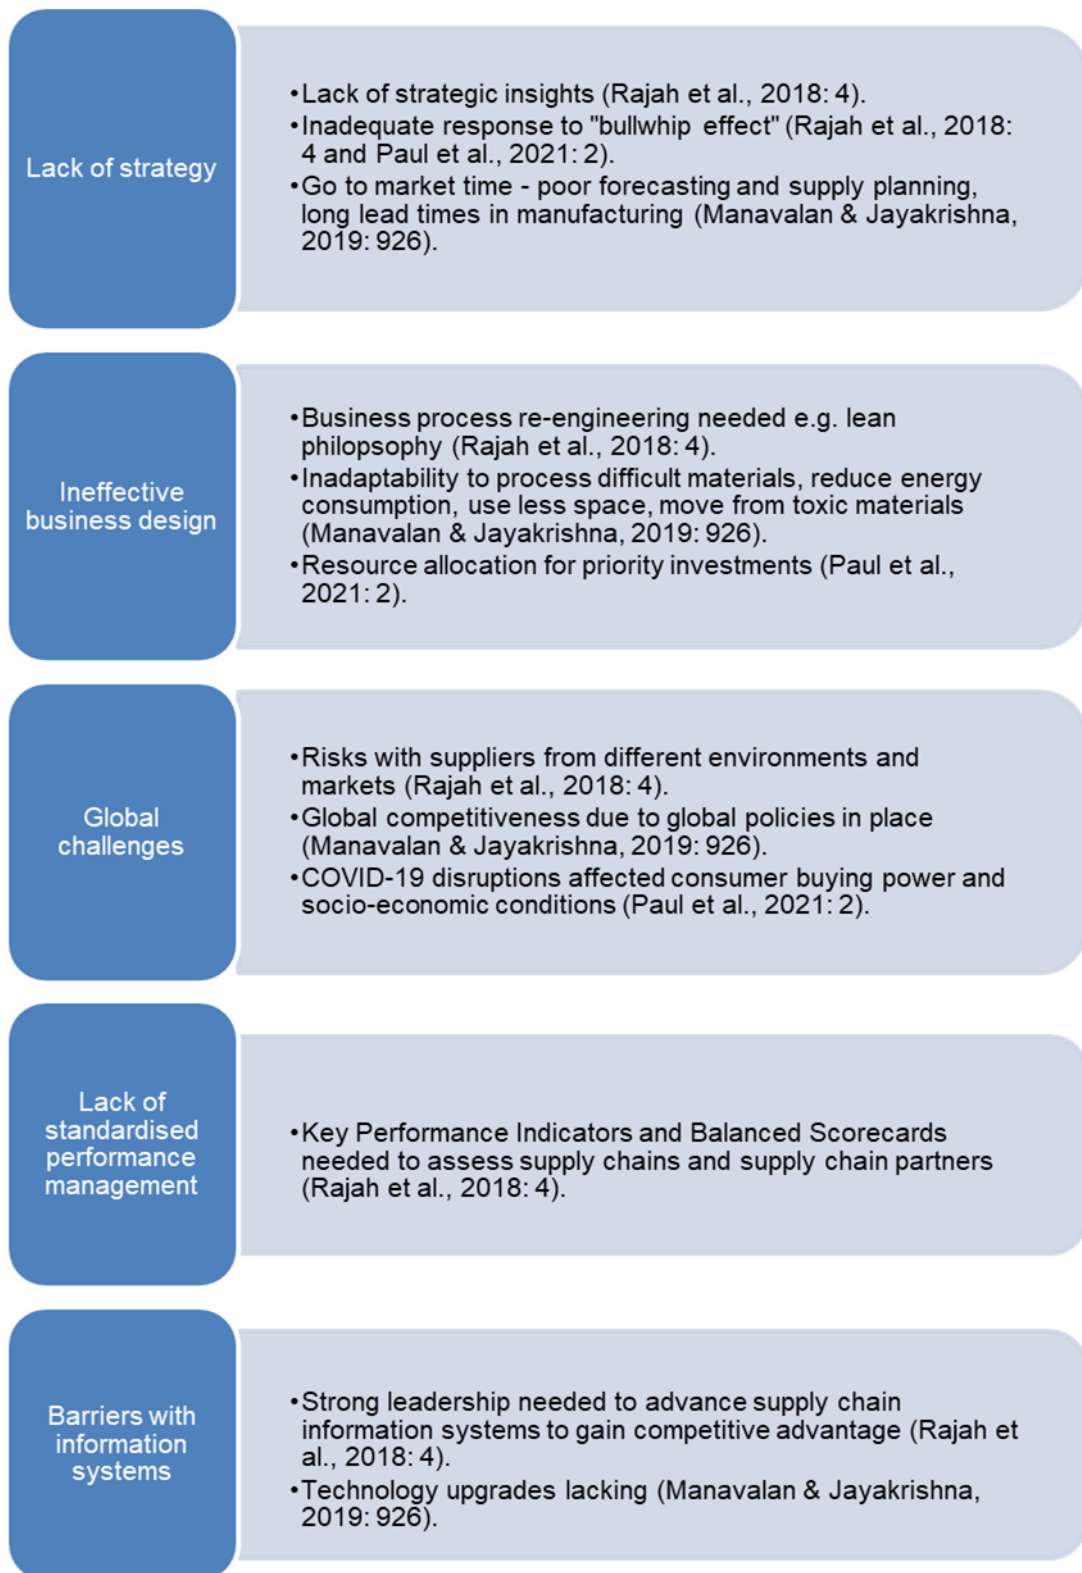 Lack of strategy
•Lack of strategic insights (Rajah et al., 2018: 4).
•Inadequate response to "bullwhip effect" (Rajah et al., 2018:
4 and Paul et al., 2021: 2).
•Go to market time - poor forecasting and supply planning,
long lead times in manufacturing (Manavalan & Jayakrishna,
2019: 926).
Ineffective
business design
•Business process re-engineering needed e.g. lean
philopsophy (Rajah et al., 2018: 4).
•Inadaptability to process difficult materials, reduce energy
consumption, use less space, move from toxic materials
(Manavalan & Jayakrishna, 2019: 926).
•Resource allocation for priority investments (Paul et al.,
2021: 2).
Global
challenges
•Risks with suppliers from different environments and
markets (Rajah et al., 2018: 4).
•Global competitiveness due to global policies in place
(Manavalan & Jayakrishna, 2019: 926).
•COVID-19 disruptions affected consumer buying power and
socio-economic conditions (Paul et al., 2021: 2).
Lack of
standardised
performance
management
•Key Performance Indicators and Balanced Scorecards
needed to assess supply chains and supply chain partners
(Rajah et al., 2018: 4).
Barriers with
information
systems
•Strong leadership needed to advance supply chain
information systems to gain competitive advantage (Rajah et
al., 2018: 4).
•Technology upgrades lacking (Manavalan & Jayakrishna,
2019: 926).